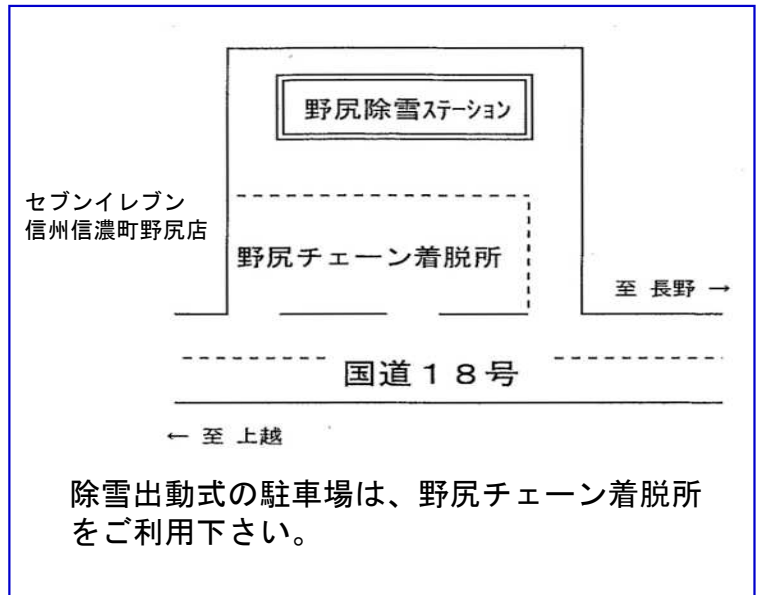 野尻除雪ステーション
セブンイレブン
信州信濃町野尻店
野尻チェーン着脱所
至 長野 →
国道１８号
← 至 上越
除雪出動式の駐車場は、野尻チェーン着脱所
をご利用下さい。